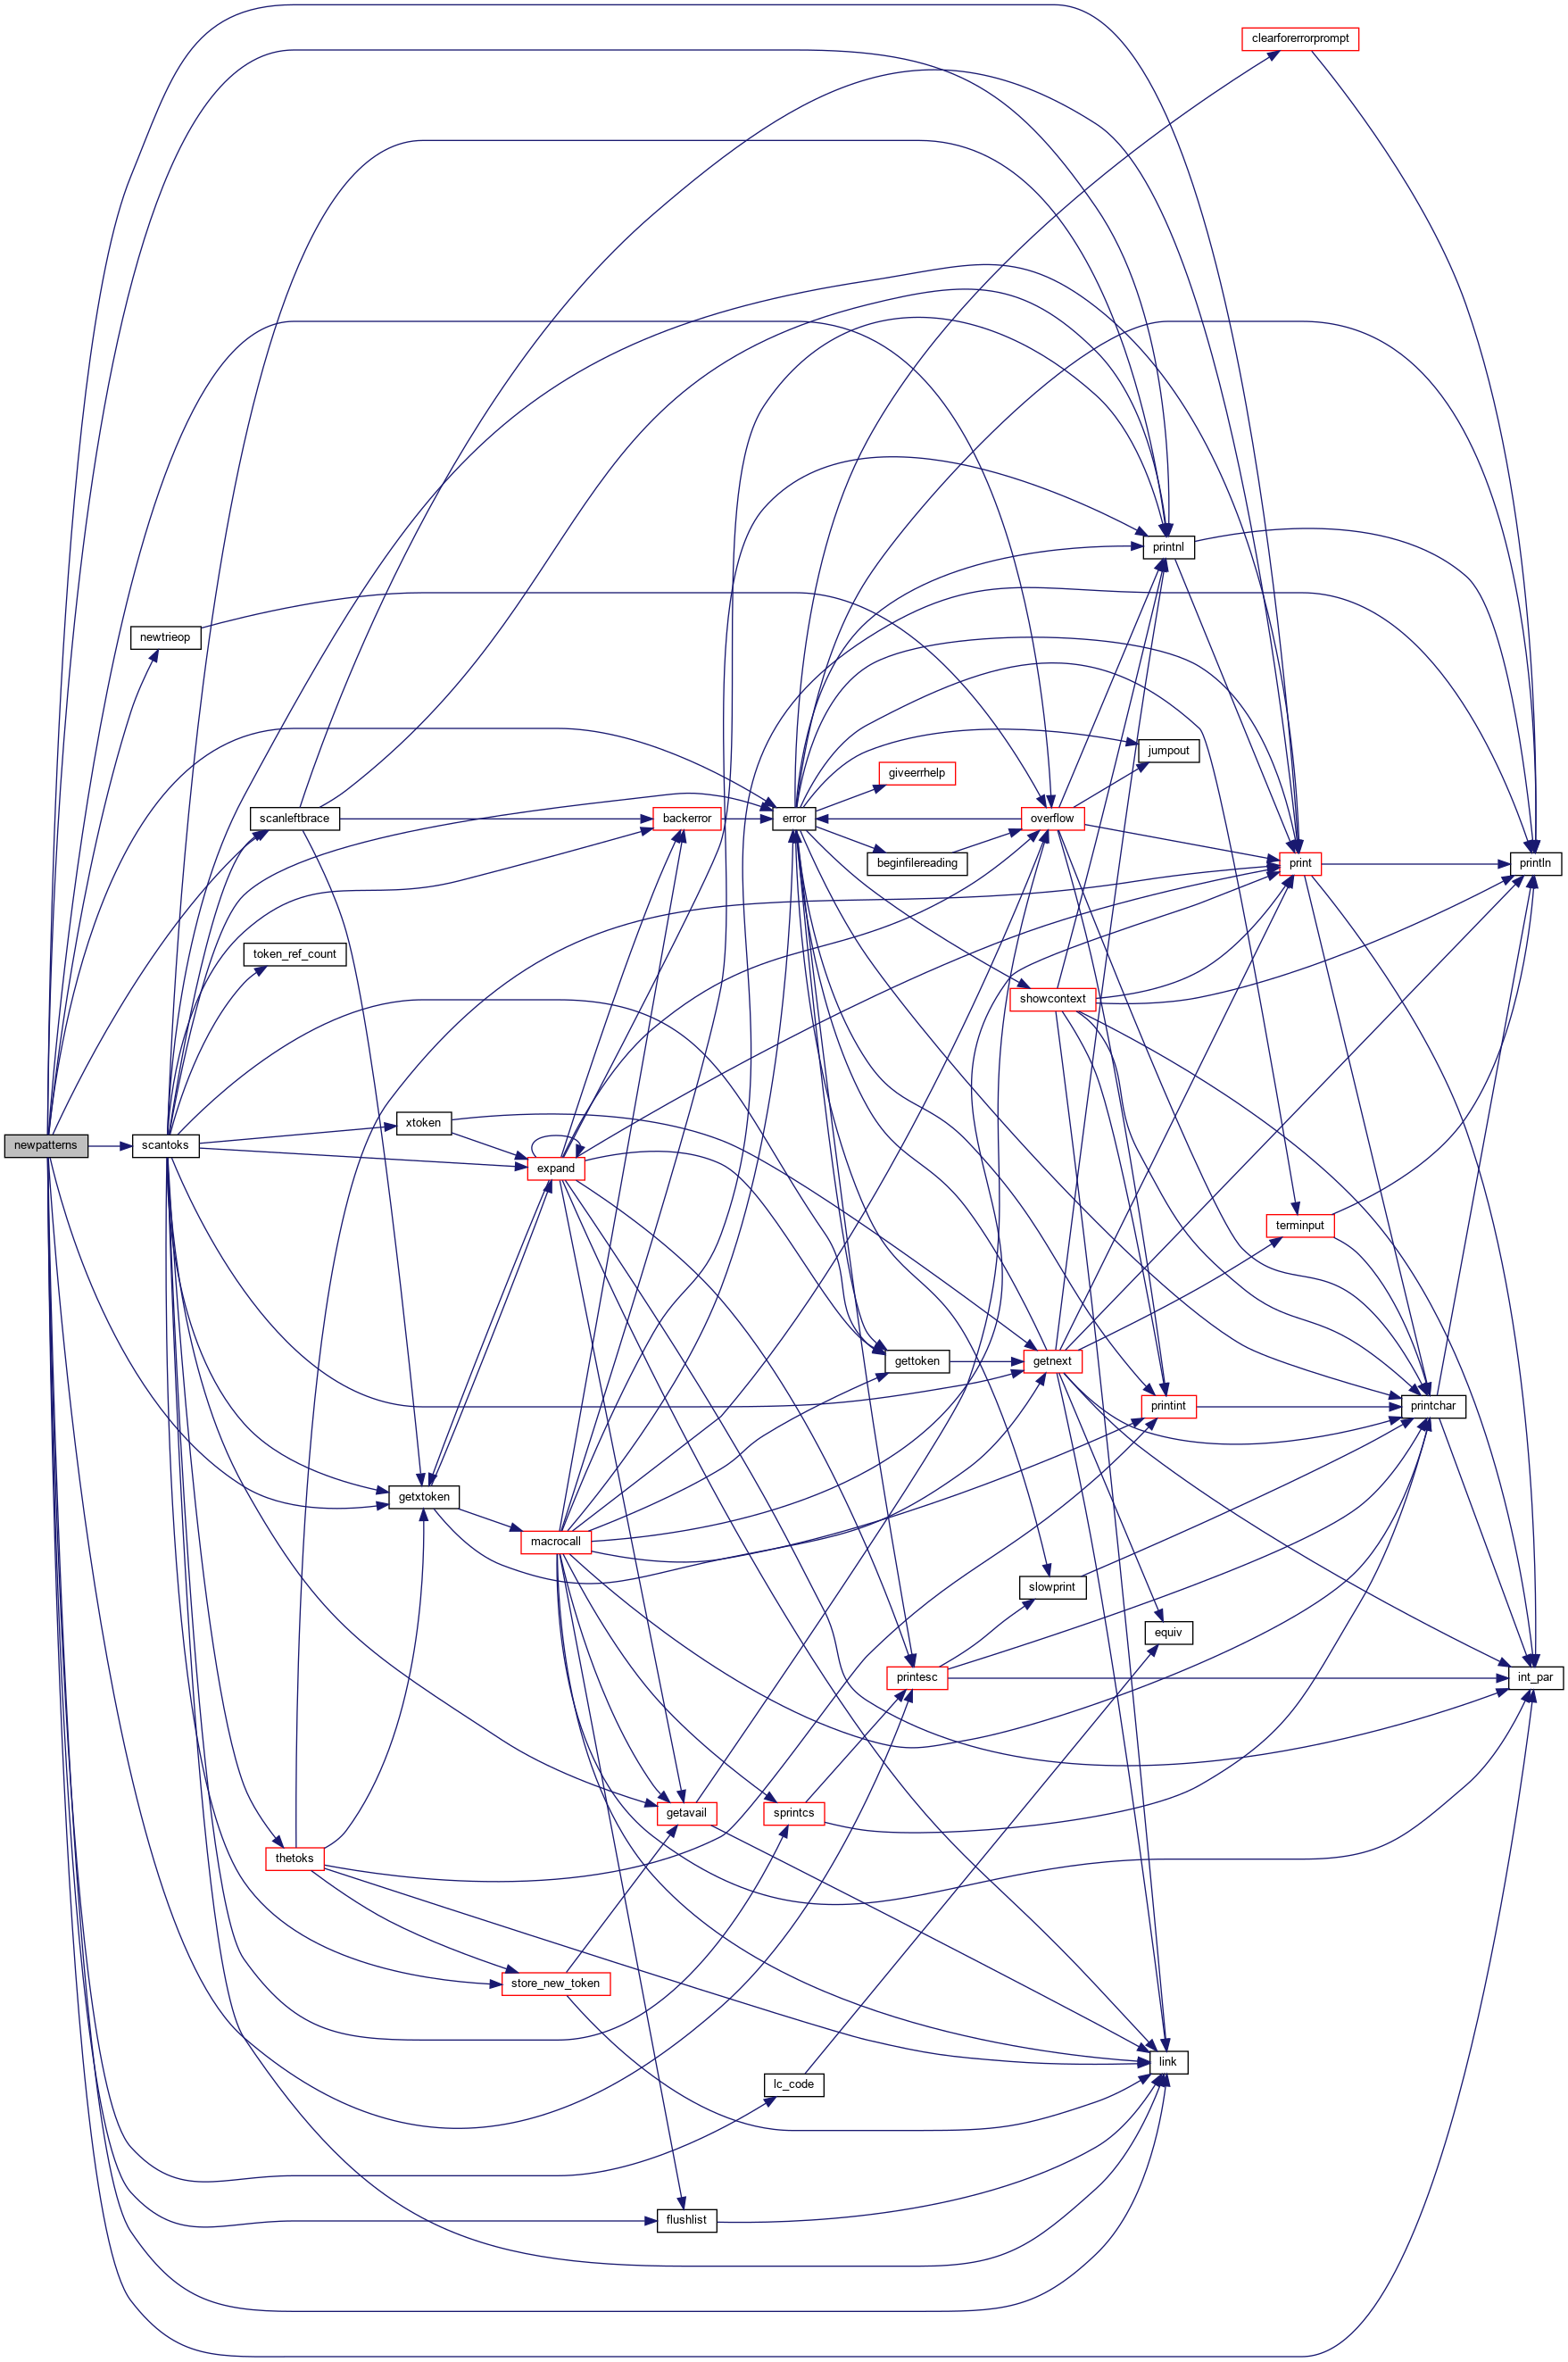 clearforerrorprompt
printnl
newtrieop
jumpout
giveerrhelp
scanleftbrace
backerror
error
overflow
beginfilereading
print
println
token_ref_count
showcontext
xtoken
newpatterns
scantoks
expand
terminput
gettoken
getnext
printint
printchar
getxtoken
macrocall
slowprint
equiv
printesc
int_par
getavail
sprintcs
thetoks
store_new_token
link
lc_code
flushlist